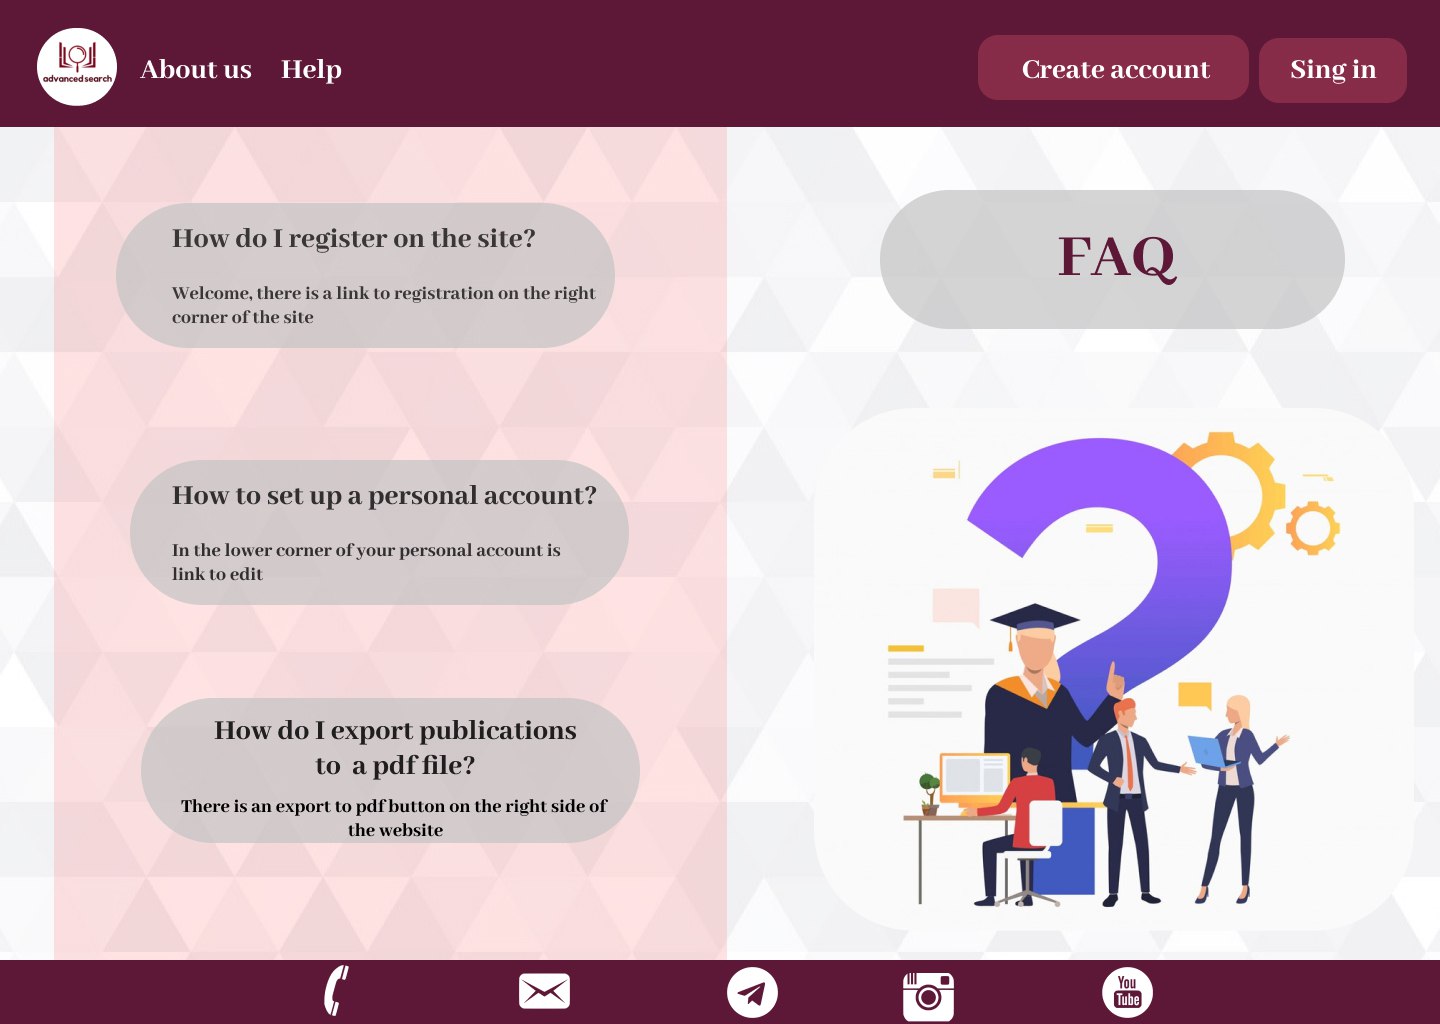 advanced search
About us
Help
Create account
Sing in
How do I register on the site?
Welcome, there is a link to registration on the right
corner of the site
How to set up a personal account?
In the lower corner of your personal account is
link to edit
How do I export publications
to a pdf file?
There is an export to pdf button on the right side of
the website
FAQ
You
Tube